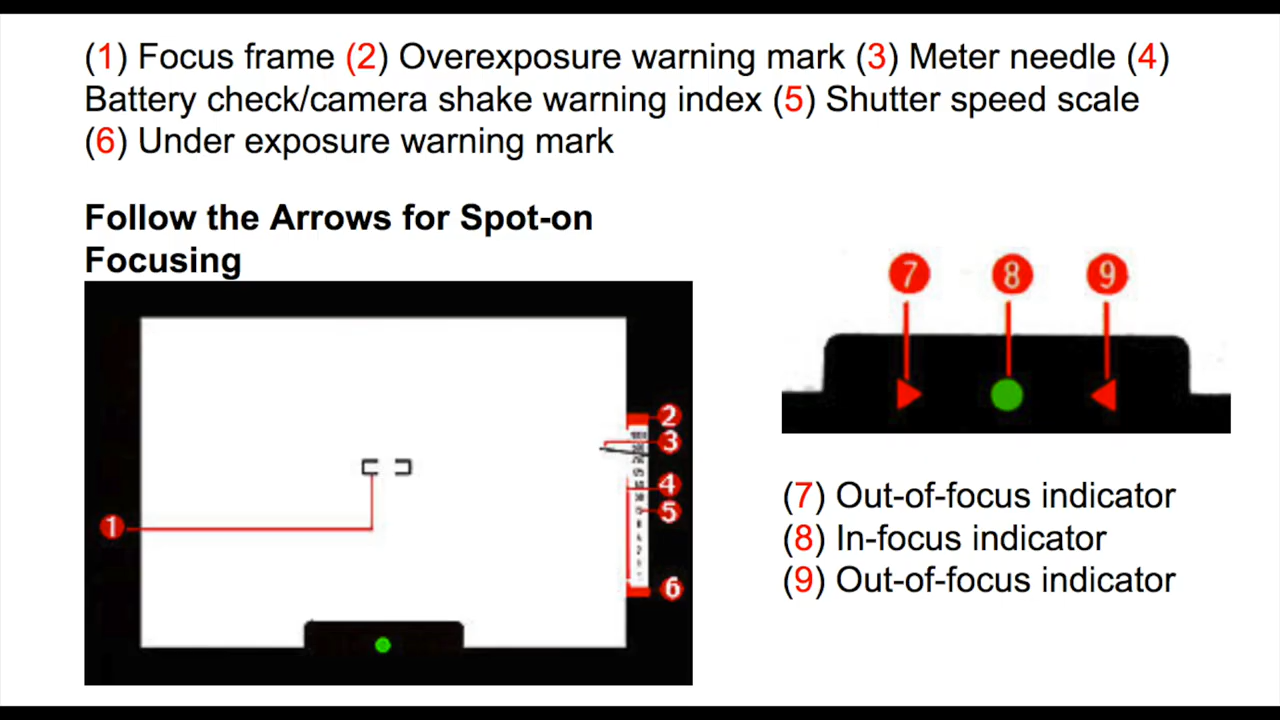 (1) Focus frame (2) Overexposure warning mark (3) Meter needle (4)
Battery check/camera shake warning index (5) Shutter speed scale
(6) Under exposure warning mark
Follow the Arrows for Spot-on
Focusing
7 8 9
2
3
4
5
1
6
(7) Out-of-focus indicator
(8) In-focus indicator
(9) Out-of-focus indicator